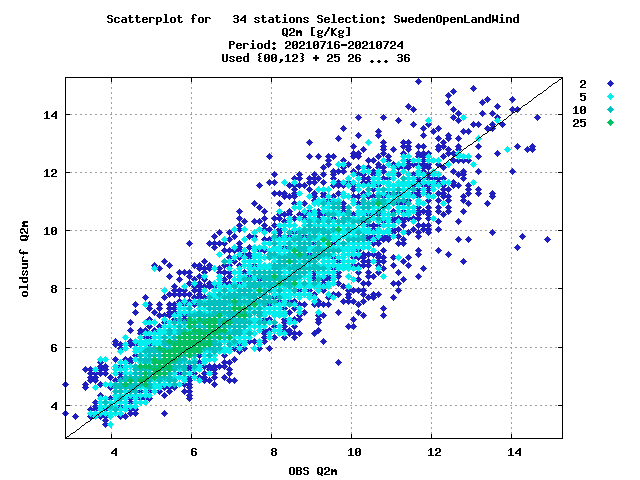 Scatterplot for   34 stations Selection: SwedenOpenLandWind
Q2m [g/Kg]
Period: 20210716-20210724
Used {00,12} + 25 26 ... 36
2
5
10
25
14
12
10
8
6
4
oldsurf Q2m
4 6 8 10 12 14
OBS Q2m